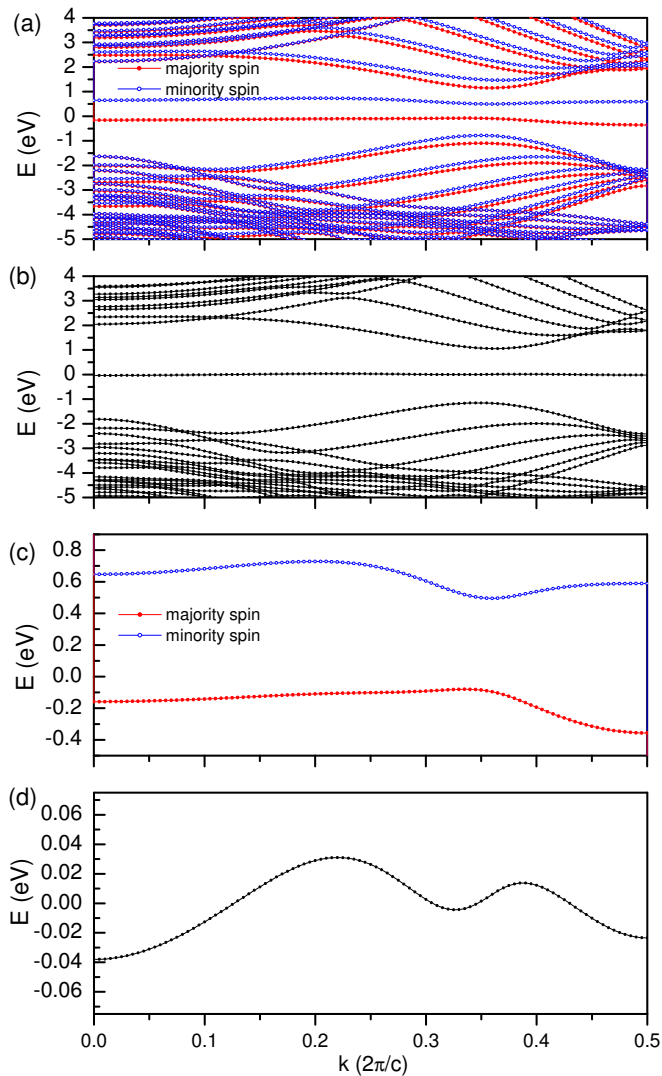 (a)
4
3
2
1
0
-1
-2
-3
-4
-5
E (eV)
majority spin
minority spin
(b)
4
3
2
1
0
-1
-2
-3
-4
-5
E (eV)
(c)
0.8
0.6
0.4
0.2
0.0
-0.2
-0.4
E (eV)
majority spin
minority spin
(d)
0.06
0.04
0.02
0.00
-0.02
-0.04
-0.06
E (eV)
0.0 0.1 0.2 0.3 0.4 0.5
k (2π/c)